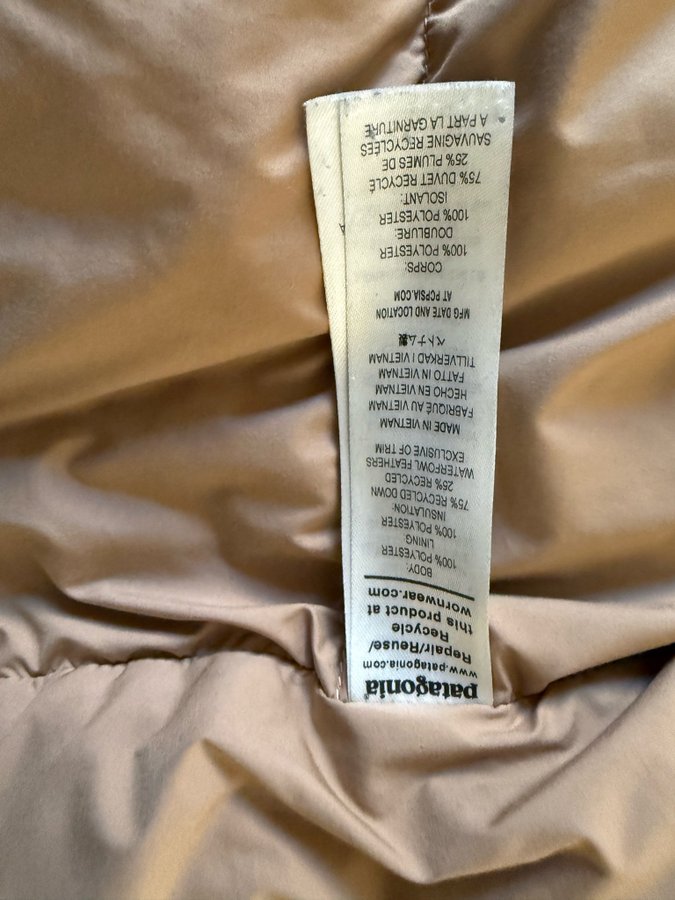 patagonia
www.patagonia.com
Repair/Reuse/
Recycle
this product at
wornwear.com
BODY:
100% POLYESTER
LINING:
100% POLYESTER
INSULATION:
75% RECYCLED DOWN
25% RECYCLED
WATERFOWL FEATHERS
EXCLUSIVE OF TRIM
MADE IN VIETNAM
FABRIQUÉ AU VIETNAM
HECHO EN VIETNAM
FATTO IN VIETNAM
TILLVERKAD I VIETNAM
ベトナム製
MFG DATE AND LOCATION
AT PCPSIA.COM
CORPS:
100% POLYESTER
DOUBLURE:
100% POLYESTER
ISOLANT:
75% DUVET RECYCLÉ
25% PLUMES DE
SAUVAGINE RECYCLÉES
A PART LA GARNITURE